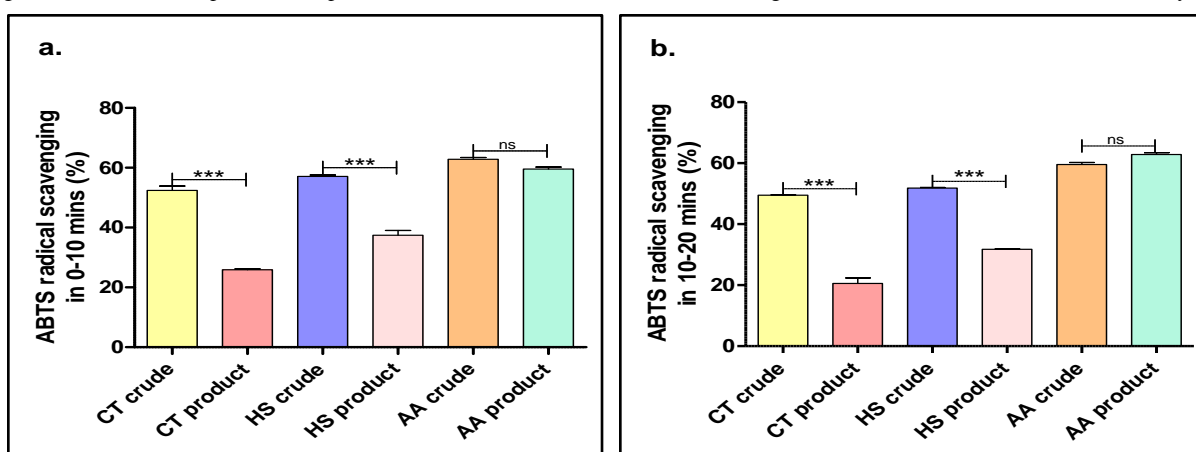 a.
ABTS radical scavenging
in 0-10 mins (%)
80
60
40
20
0
***
***
ns
CT crude
CT product
HS crude
HS product
AA crude
AA product
b.
ABTS radical scavenging
in 10-20 mins (%)
80
60
40
20
0
***
***
ns
CT crude
CT product
HS crude
HS product
AA crude
AA product